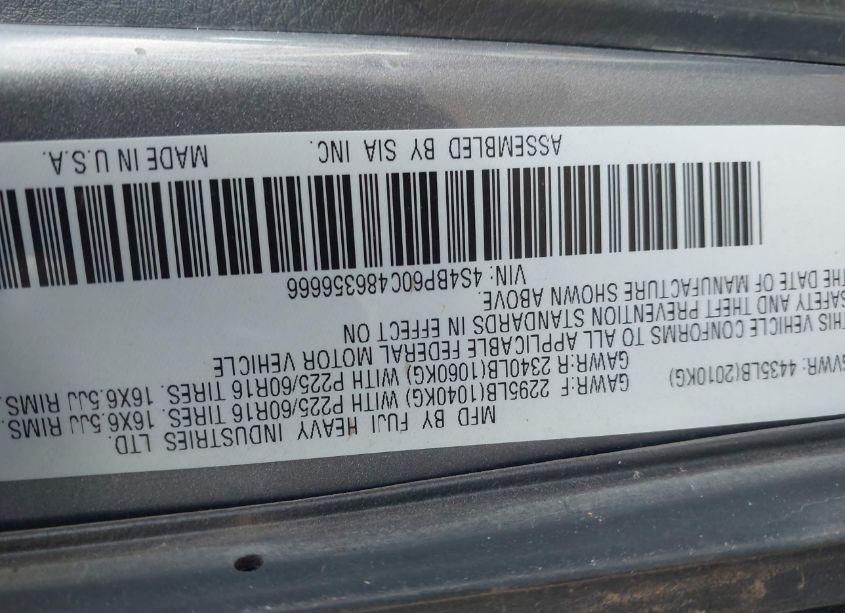 MFD BY FUJI HEAVY INDUSTRIES LTD.
GVWR: 4435LB(2010KG)
GAWR:F 2295LB(1040KG) WITH P225/60R16 TIRES. 16X6.5JJ RIMS.
GAWR:R 2340LB(1060KG) WITH P225/60R16 TIRES. 16X6.5JJ RIMS.
THIS VEHICLE CONFORMS TO ALL APPLICABLE FEDERAL MOTOR VEHICLE
SAFETY AND THEFT PREVENTION STANDARDS IN EFFECT ON
THE DATE OF MANUFACTURE SHOWN ABOVE.
VIN: 4S4BP60C486356666
ASSEMBLED BY SIA INC. MADE IN U.S.A.